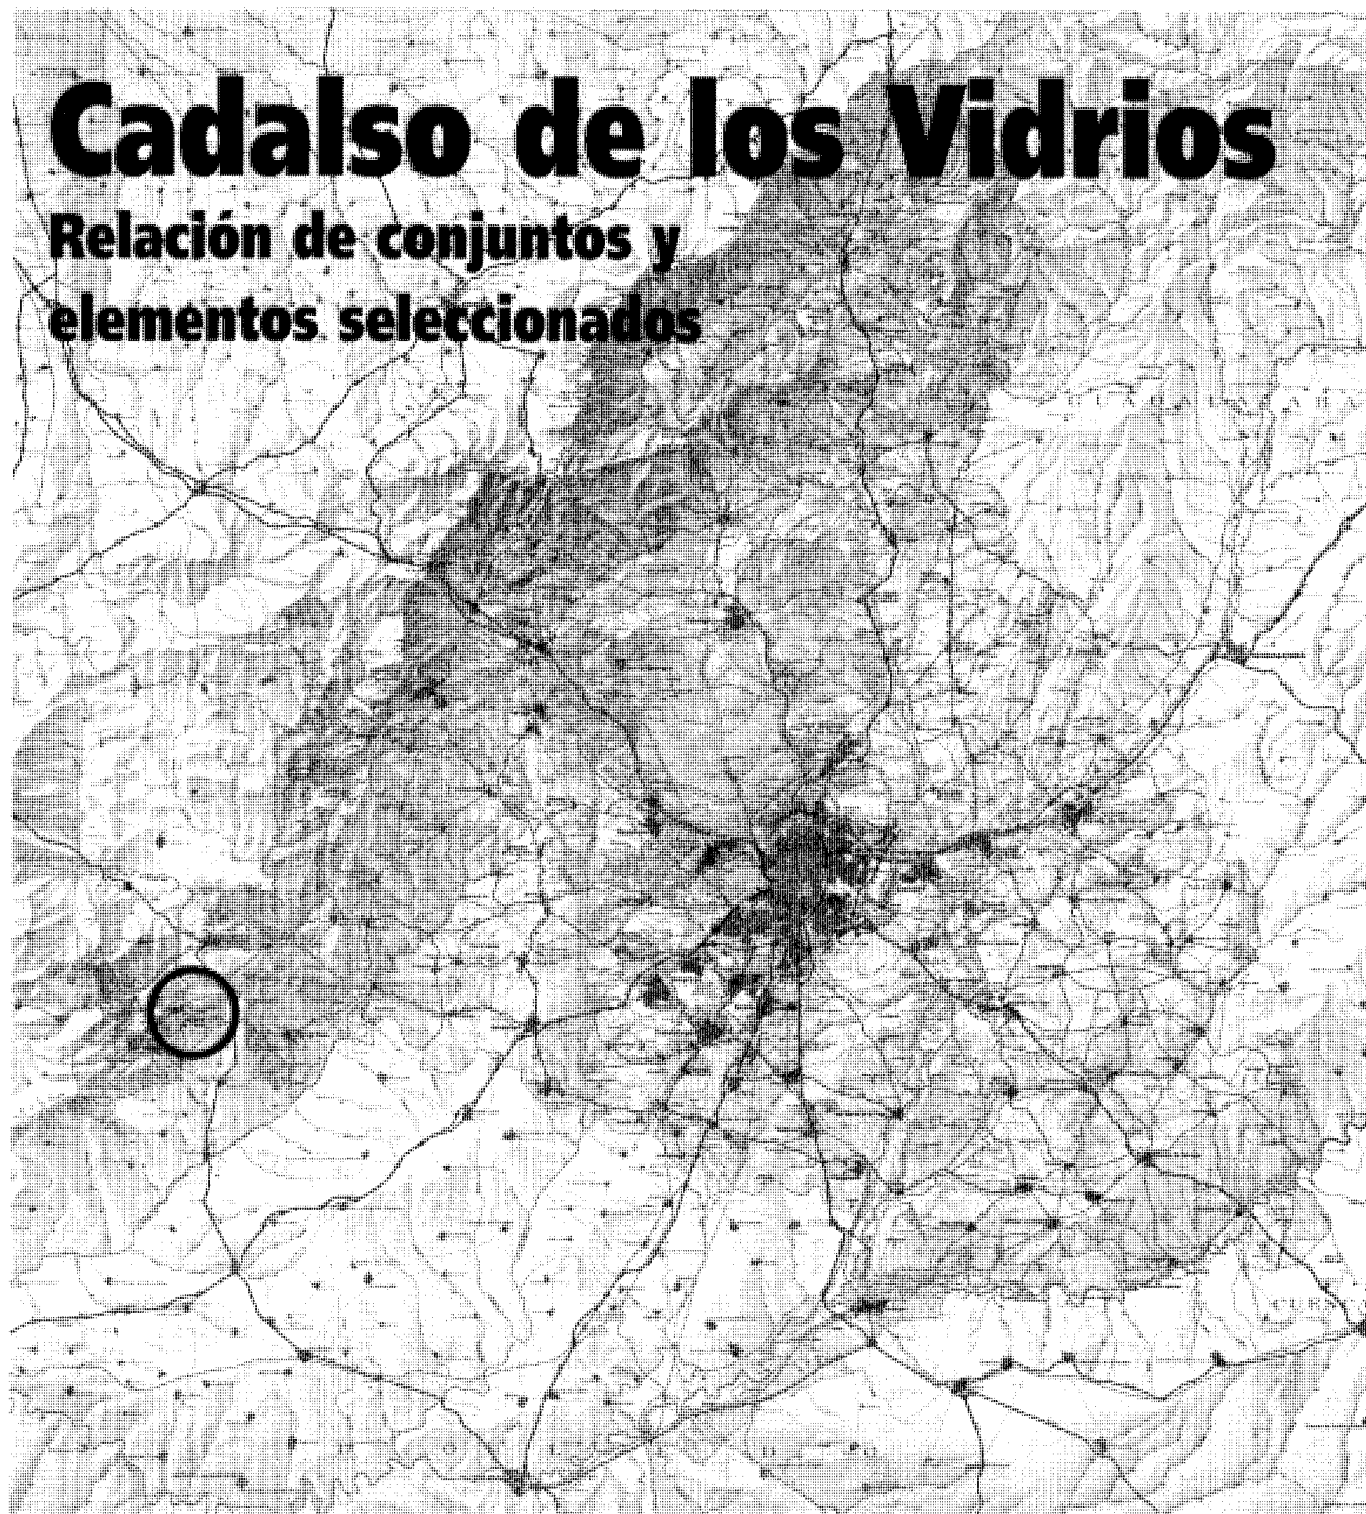 Cadalso de los Vidrios
Relación de conjuntos y
elementos seleccionados